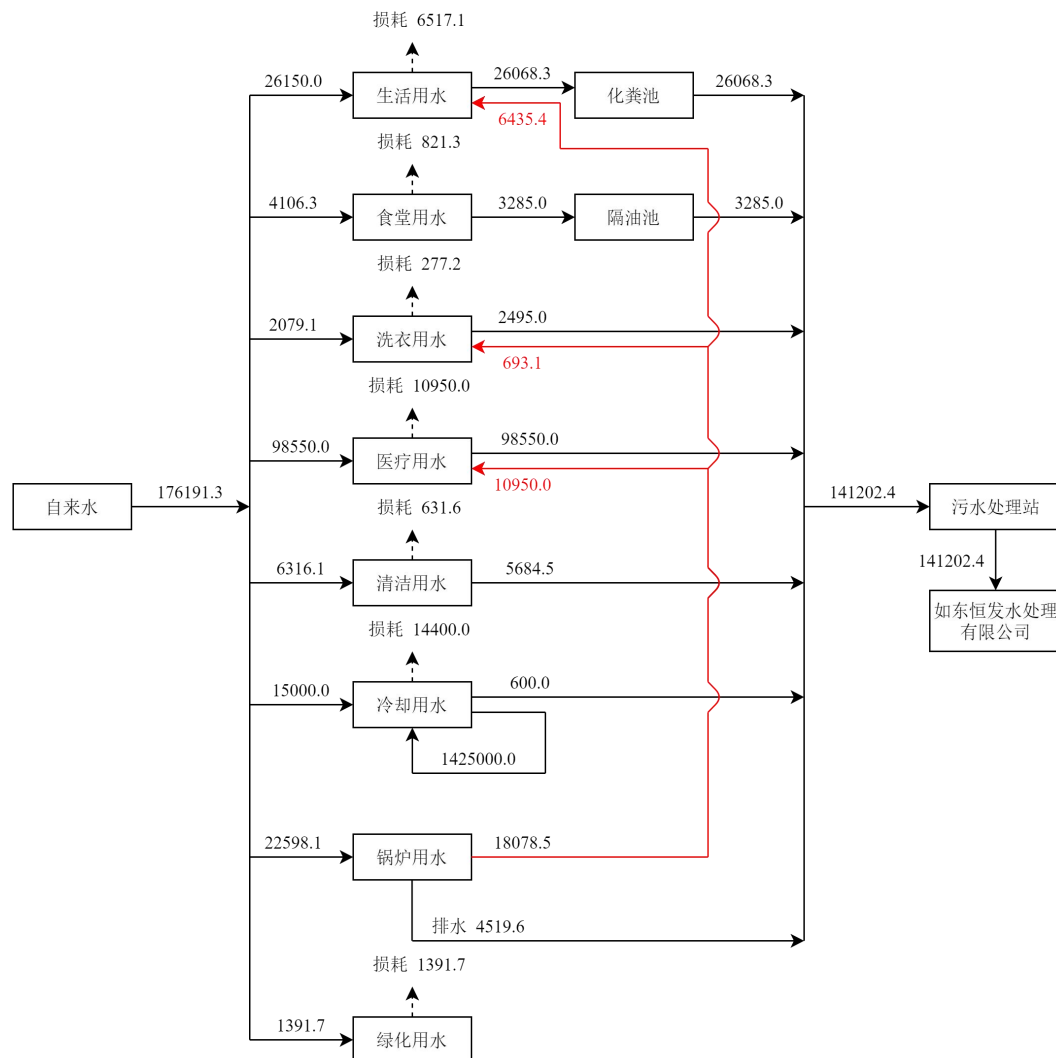 损耗 6517.1
26150.0
生活用水
26068.3
化粪池
26068.3
6435.4
损耗 821.3
4106.3
食堂用水
3285.0
隔油池
3285.0
损耗 277.2
2079.1
洗衣用水
2495.0
693.1
损耗 10950.0
98550.0
医疗用水
98550.0
10950.0
自来水
176191.3
141202.4
污水处理站
损耗 631.6
6316.1
清洁用水
5684.5
141202.4
如东恒发水处理
有限公司
损耗 14400.0
15000.0
冷却用水
600.0
1425000.0
22598.1
锅炉用水
18078.5
排水 4519.6
损耗 1391.7
1391.7
绿化用水